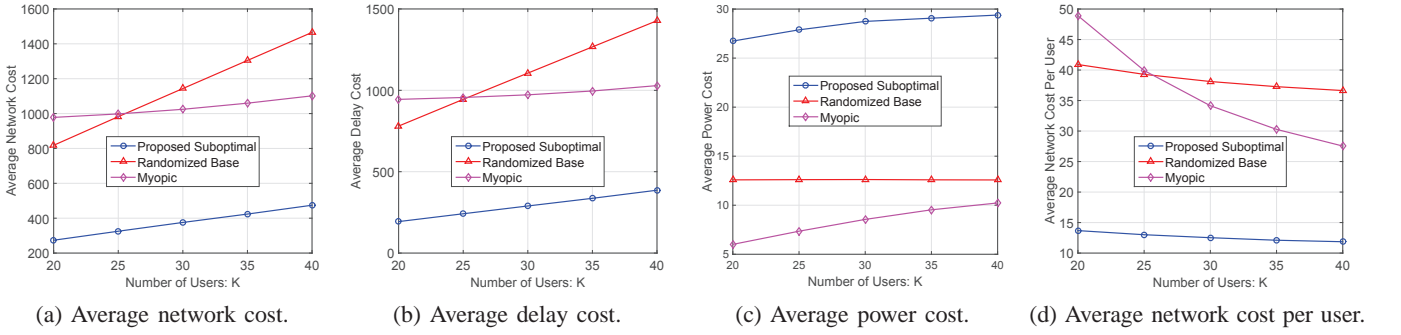 Average Network Cost
1600
1400
1200
1000
800
600
400
200
Proposed Suboptimal
Randomized Base
Myopic
20 25 30 35 40
Number of Users: K
(a) Average network cost.
Average Delay Cost
1500
1000
500
0
Proposed Suboptimal
Randomized Base
Myopic
20 25 30 35 40
Number of Users: K
(b) Average delay cost.
Average Power Cost
30
25
20
15
10
5
Proposed Suboptimal
Randomized Base
Myopic
20 25 30 35 40
Number of Users: K
(c) Average power cost.
Average Network Cost Per User
50
45
40
35
30
25
20
15
10
Proposed Suboptimal
Randomized Base
Myopic
20 25 30 35 40
Number of Users: K
(d) Average network cost per user.